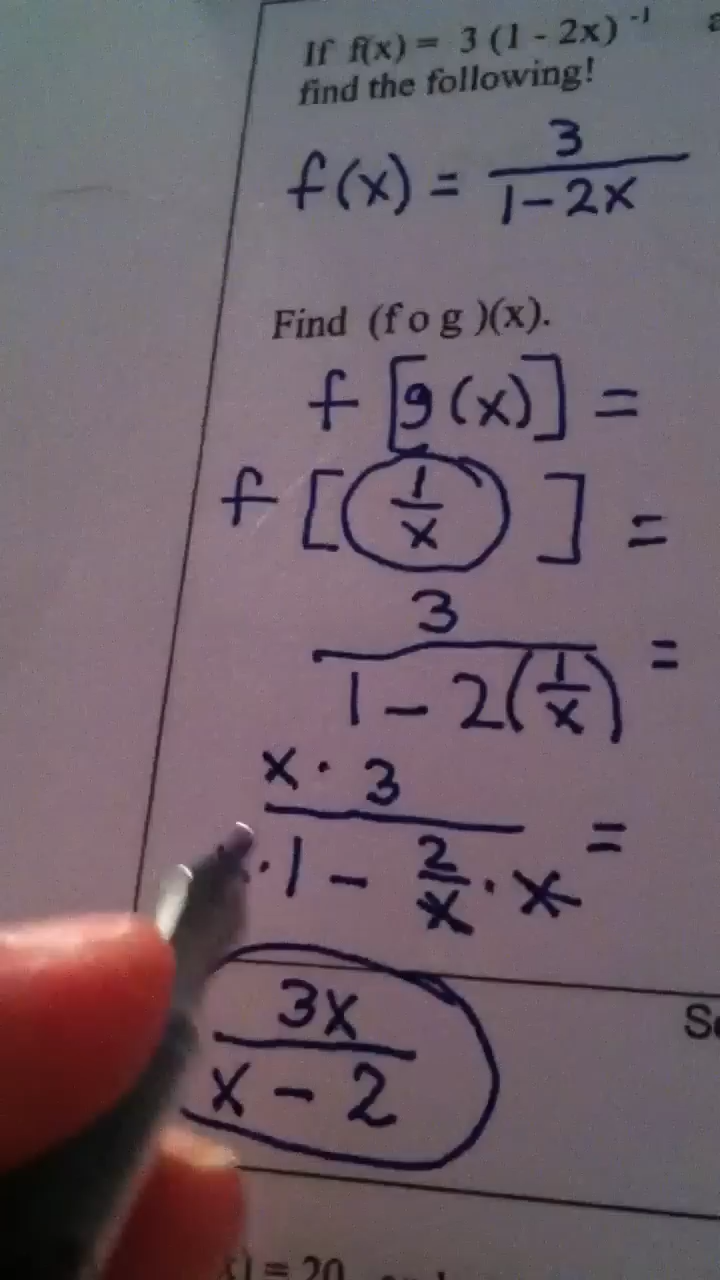 If f(x) = 3 (1 - 2x) -1
find the following!
f(x) = 3
1 - 2x
Find (f o g )(x).
f [g(x)] =
f [ 1/x ] =
3
1 - 2(1/x) =
x · 3
· 1 - 2/x · x =
3x
x - 2
) = 20